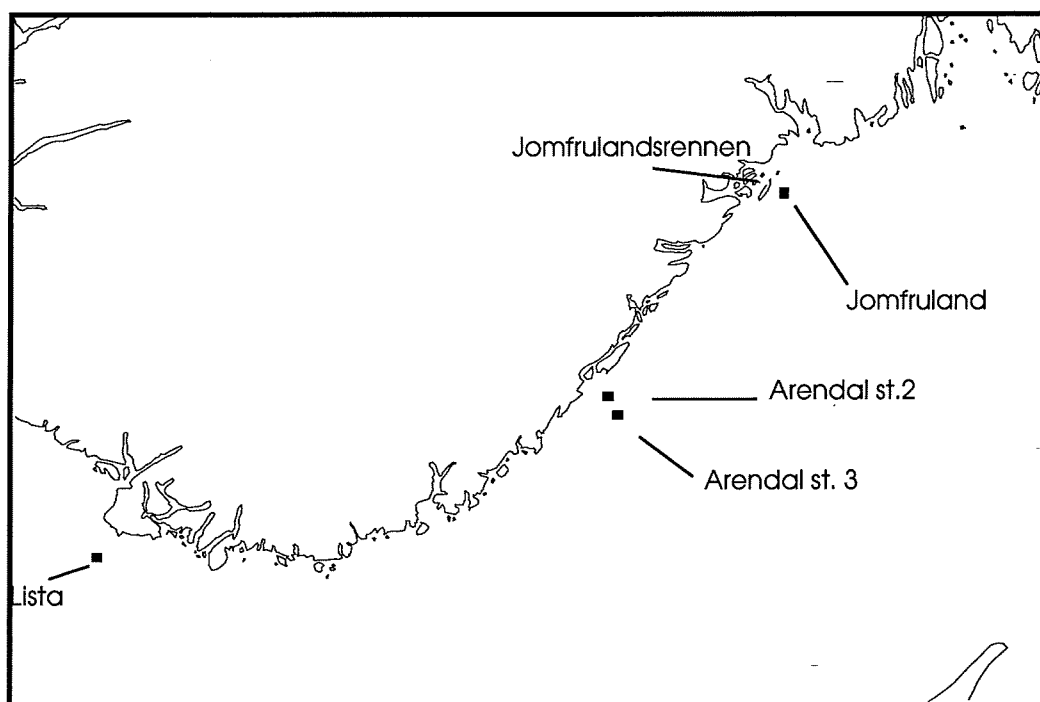 Jomfrulandsrennen
Jomfruland
Arendal st.2
Arendal st. 3
Lista